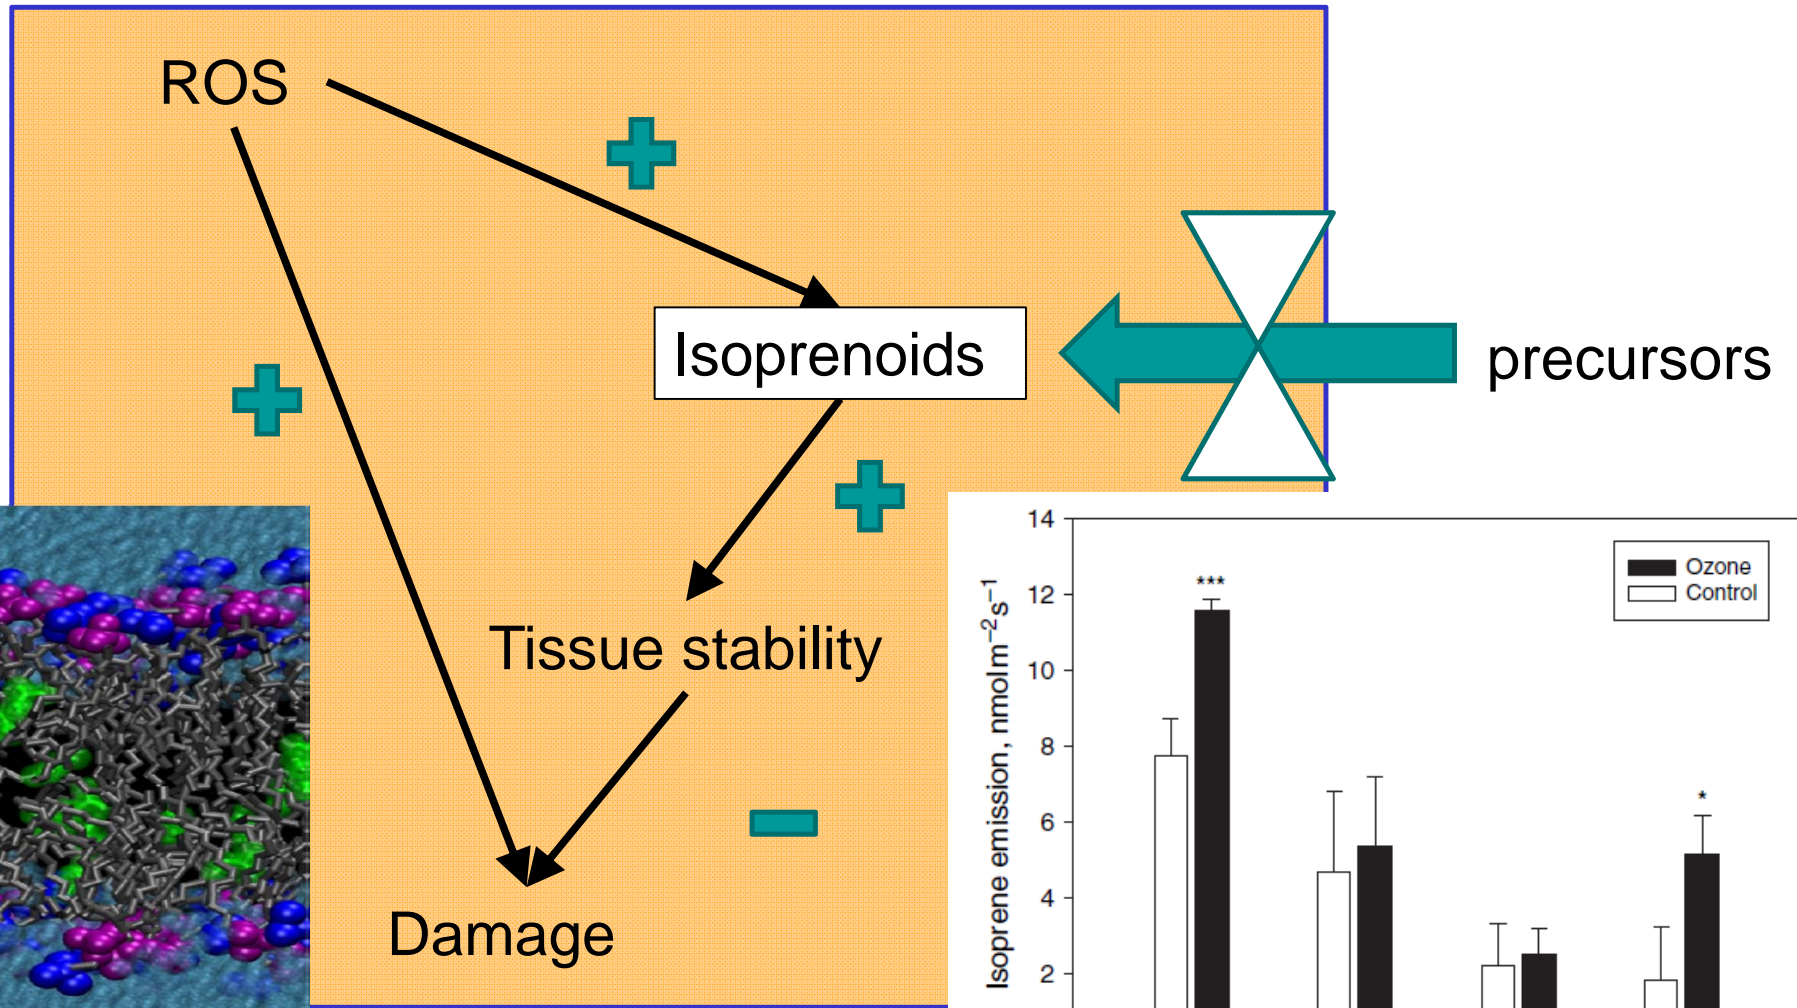 ROS
Isoprenoids
precursors
Tissue stability
Damage
14
12
10
8
6
4
2
Isoprene emission, nmolm⁻²s⁻¹
Ozone
Control
***
*